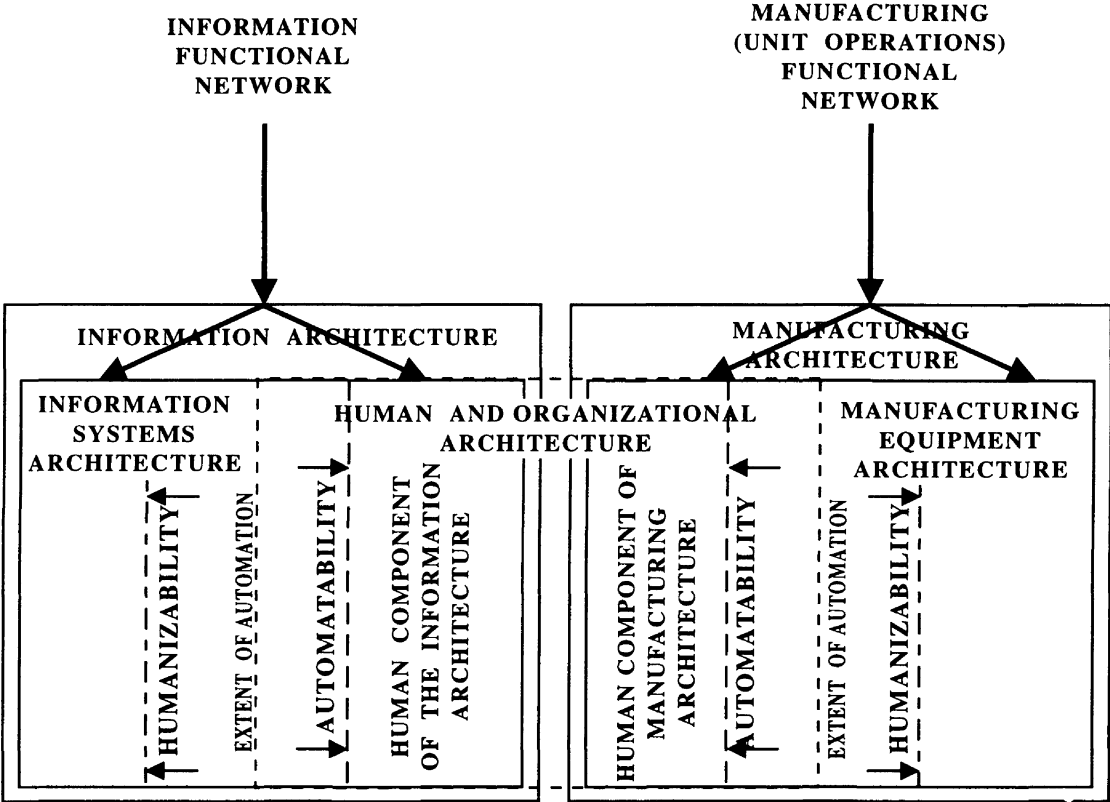 INFORMATION
FUNCTIONAL
NETWORK
MANUFACTURING
(UNIT OPERATIONS)
FUNCTIONAL
NETWORK
INFORMATION ARCHITECTURE
MANUFACTURING
ARCHITECTURE
INFORMATION
SYSTEMS
ARCHITECTURE
HUMAN AND ORGANIZATIONAL
ARCHITECTURE
MANUFACTURING
EQUIPMENT
ARCHITECTURE
HUMANIZABILITY
EXTENT OF AUTOMATION
AUTOMATABILITY
HUMAN COMPONENT
OF THE INFORMATION
ARCHITECTURE
HUMAN COMPONENT OF
MANUFACTURING
ARCHITECTURE
AUTOMATABILITY
EXTENT OF AUTOMATION
HUMANIZABILITY